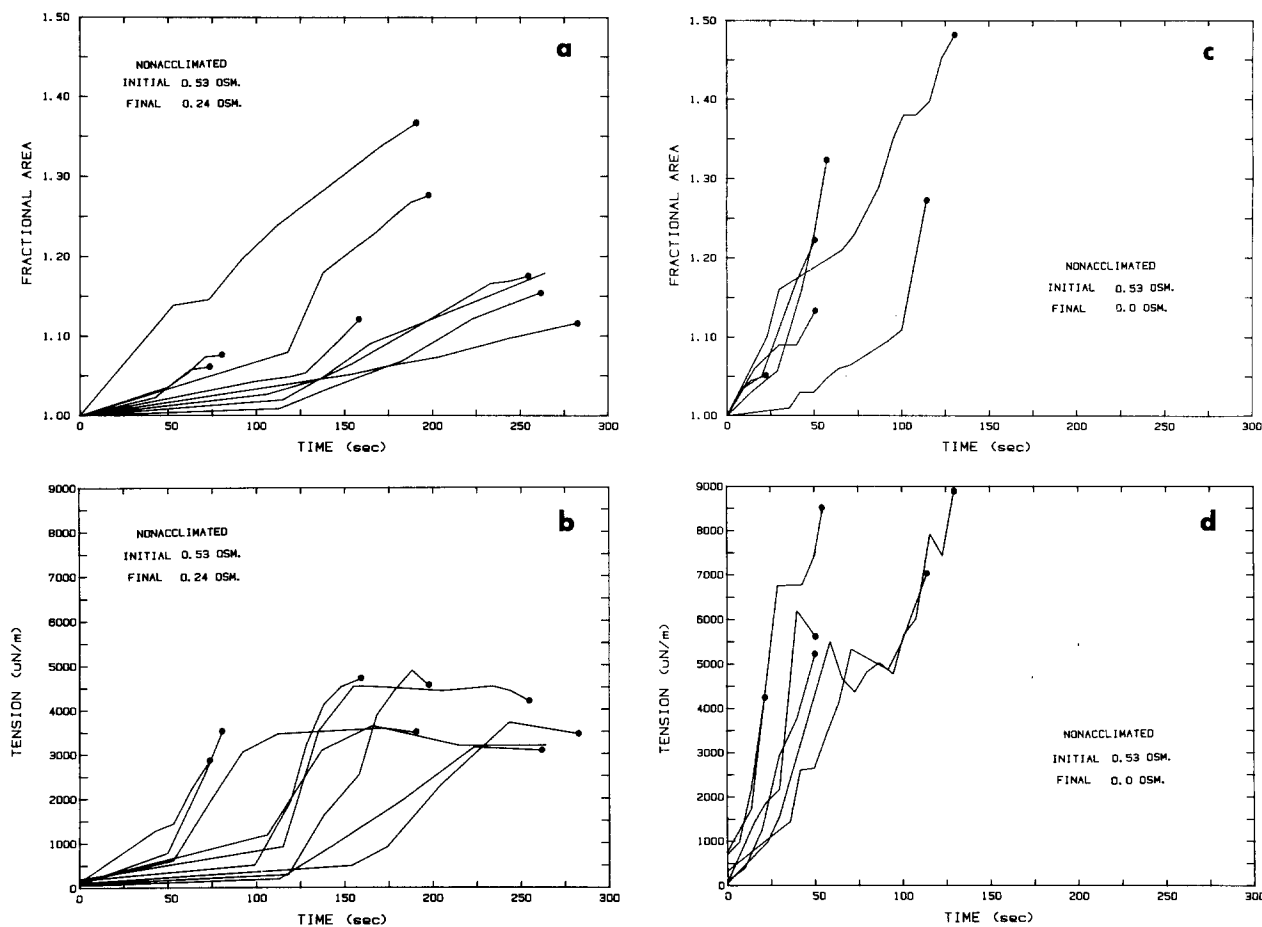 a
NONACCLIMATED
INITIAL 0.53 OSM.
FINAL 0.24 OSM.
FRACTIONAL AREA
1.50
1.40
1.30
1.20
1.10
1.00
0 50 100 150 200 250 300
TIME (sec)
c
NONACCLIMATED
INITIAL 0.53 OSM.
FINAL 0.0 OSM.
FRACTIONAL AREA
1.50
1.40
1.30
1.20
1.10
1.00
0 50 100 150 200 250 300
TIME (sec)
b
NONACCLIMATED
INITIAL 0.53 OSM.
FINAL 0.24 OSM.
TENSION (uN/m)
9000
8000
7000
6000
5000
4000
3000
2000
1000
0
0 50 100 150 200 250 300
TIME (sec)
d
NONACCLIMATED
INITIAL 0.53 OSM.
FINAL 0.0 OSM.
TENSION (uN/m)
9000
8000
7000
6000
5000
4000
3000
2000
1000
0
0 50 100 150 200 250 300
TIME (sec)